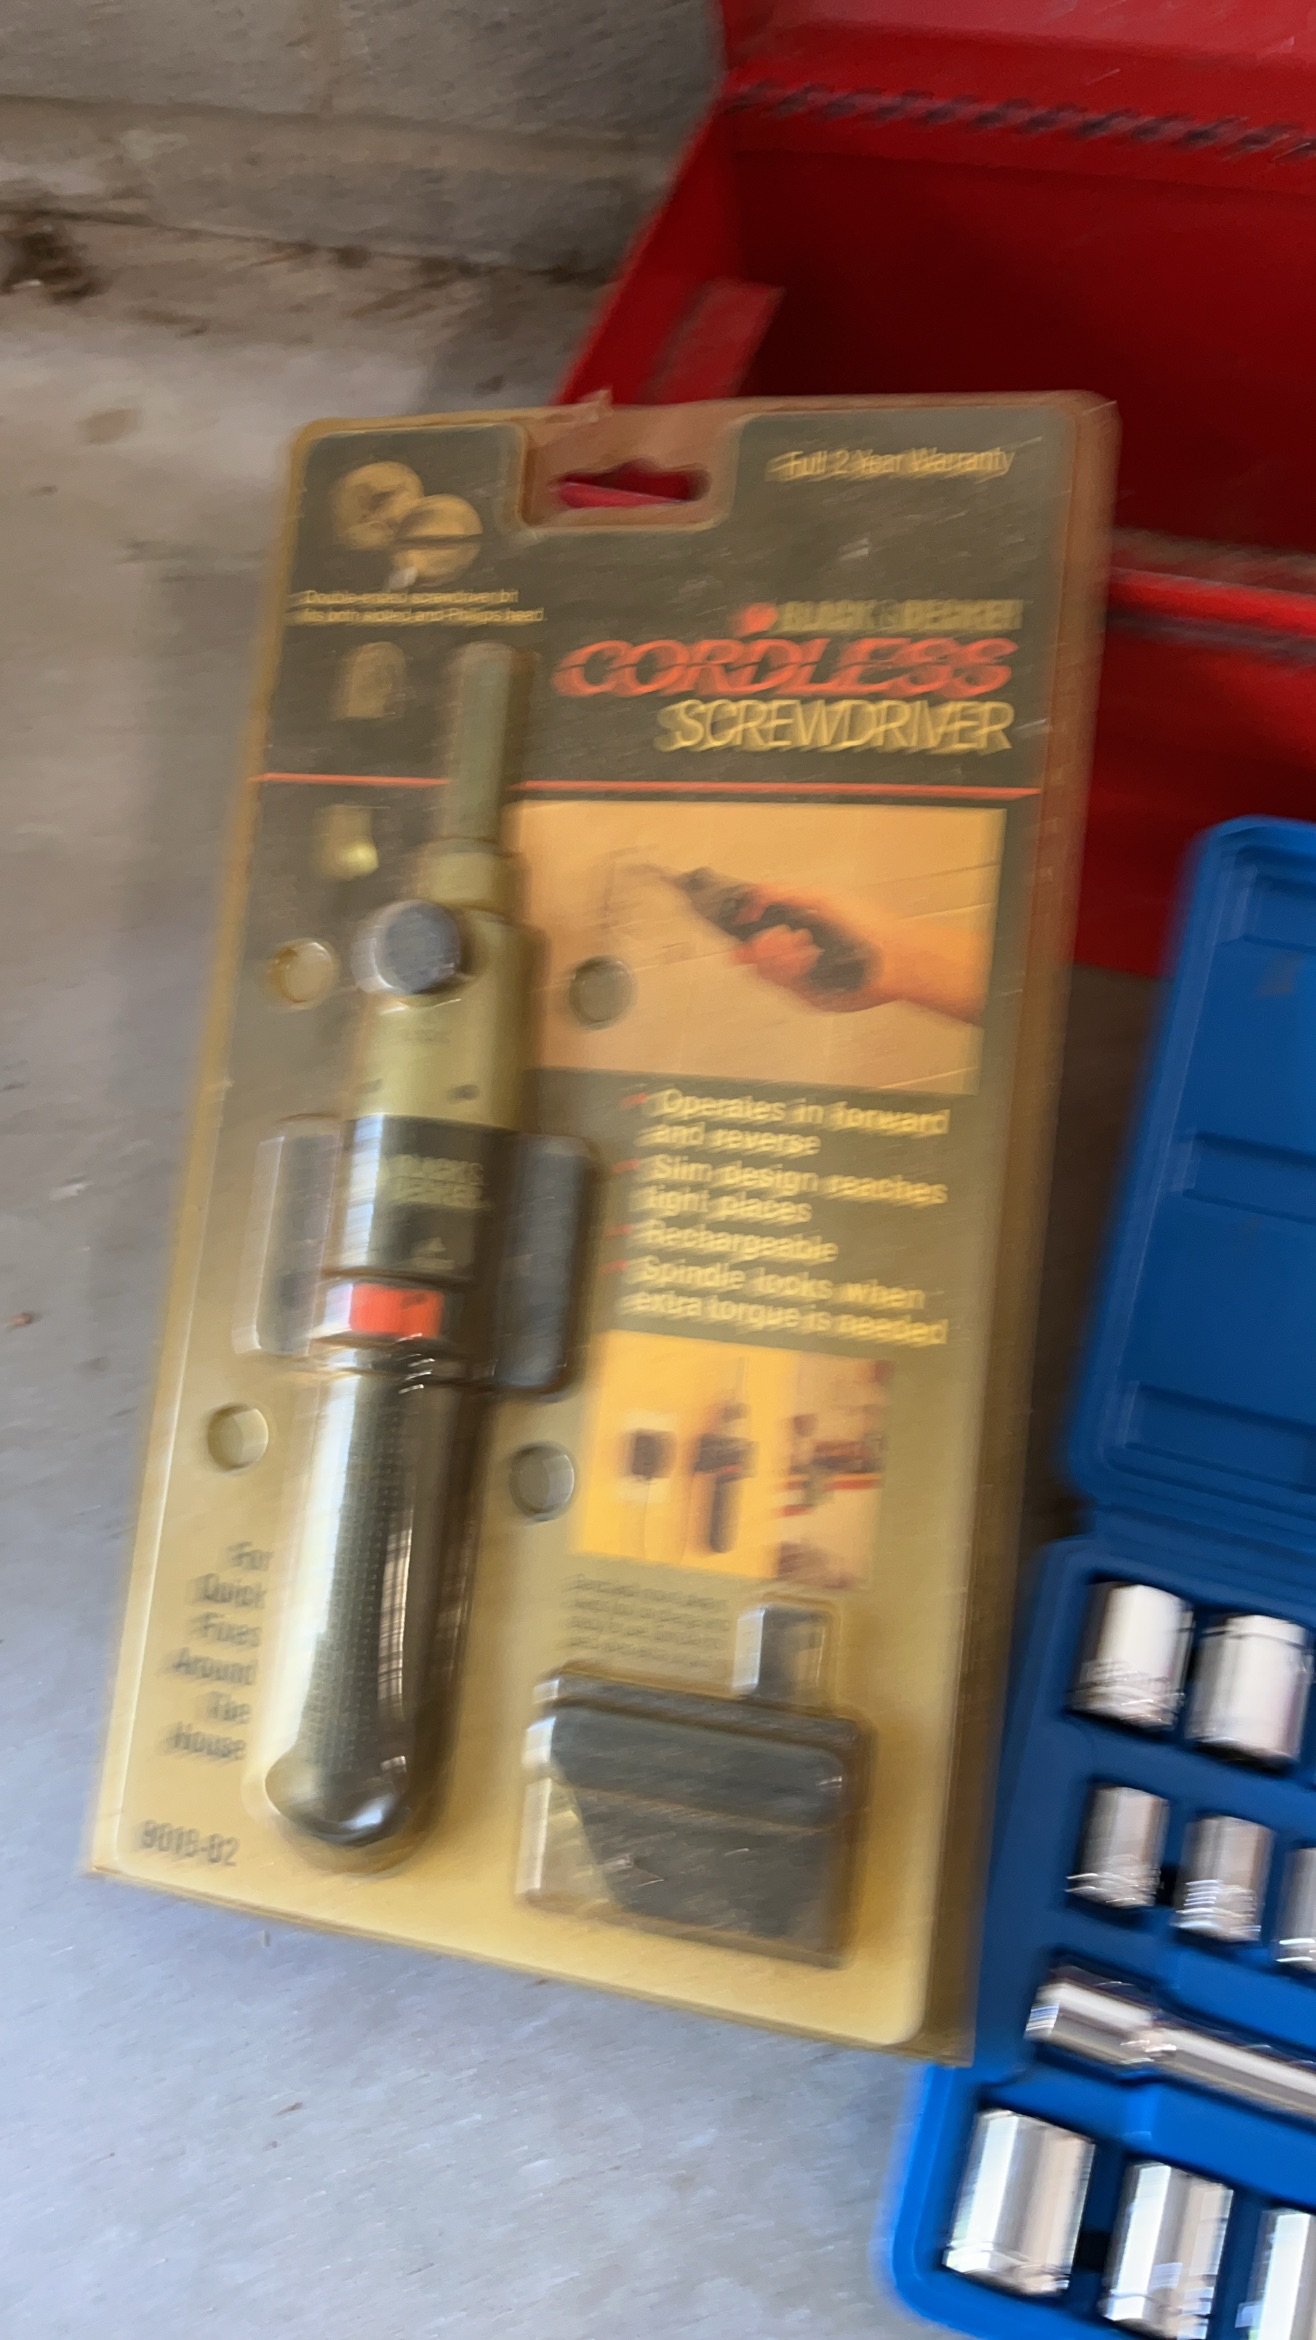 Full 2 Year Warranty
Double-ended screwdriver bit
fits both slotted and Phillips head
BLACK & DECKER
CORDLESS
SCREWDRIVER
Operates in forward
and reverse
Slim design reaches
tight places
Rechargeable
Spindle locks when
extra torque is needed
BLACK &
DECKER
For
Quick
Fixes
Around
The
House